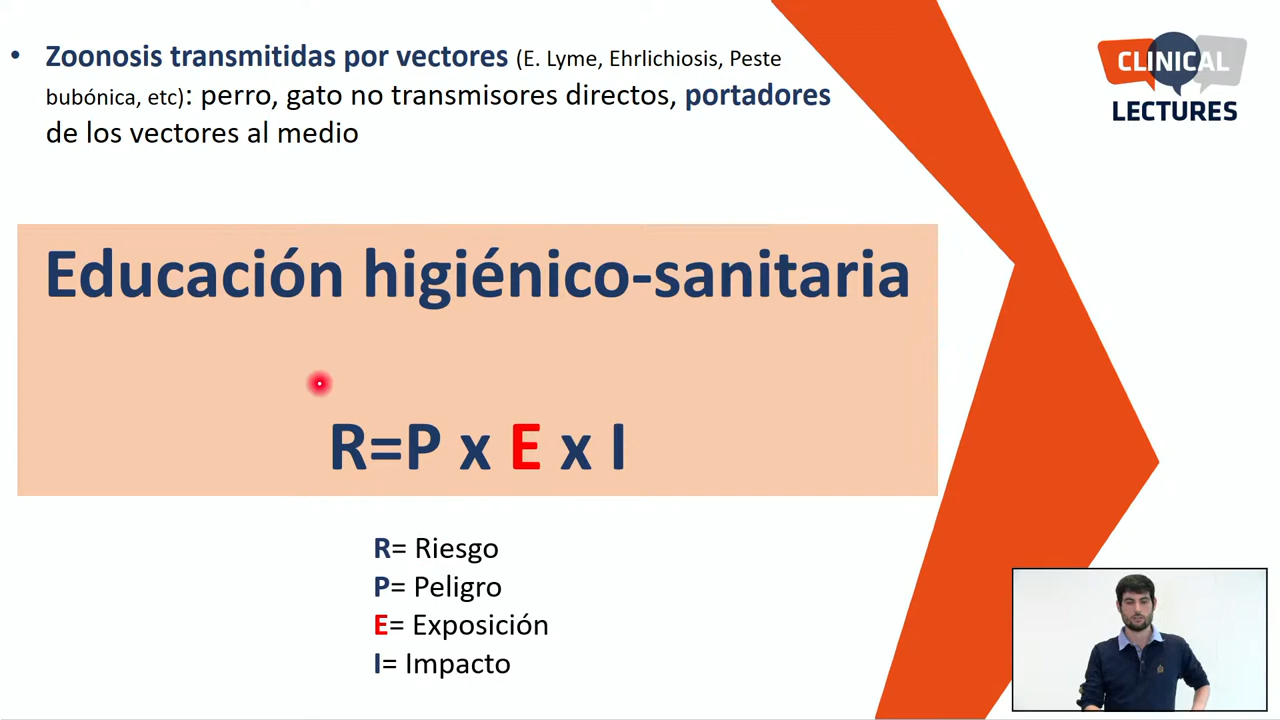 • Zoonosis transmitidas por vectores (E. Lyme, Ehrlichiosis, Peste
bubónica, etc): perro, gato no transmisores directos, portadores
de los vectores al medio
CLINICAL
LECTURES
Educación higiénico-sanitaria
R=P x E x I
R= Riesgo
P= Peligro
E= Exposición
I= Impacto